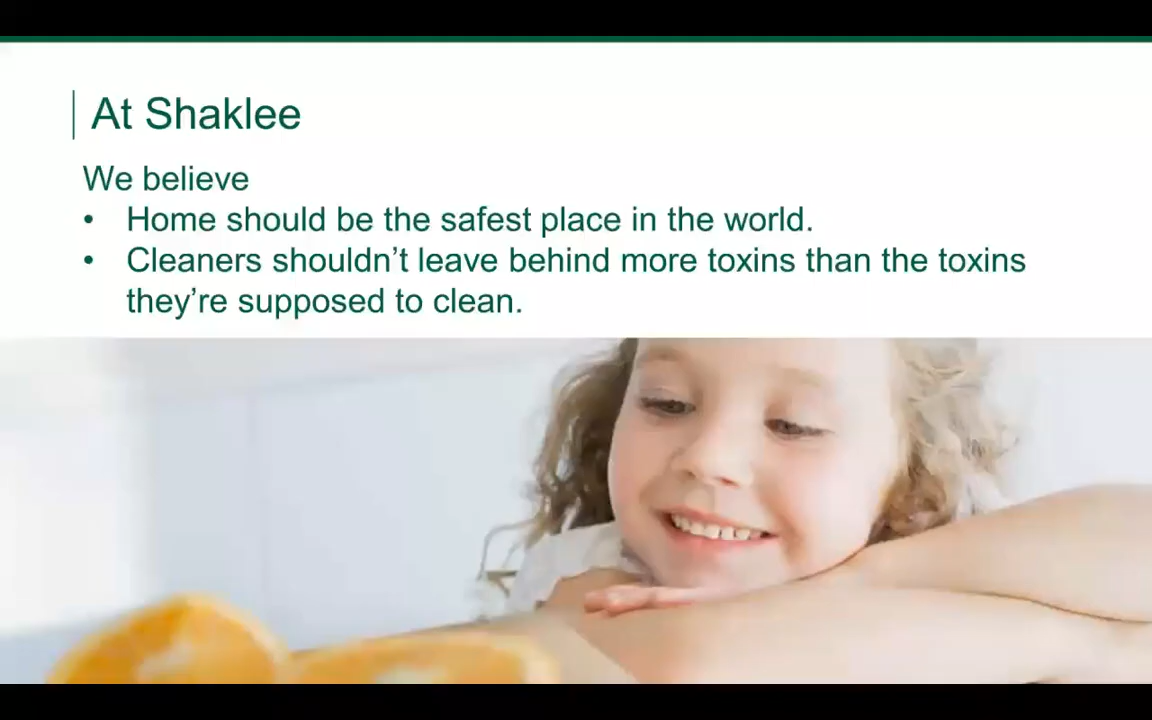 At Shaklee
We believe
• Home should be the safest place in the world.
• Cleaners shouldn’t leave behind more toxins than the toxins
they’re supposed to clean.